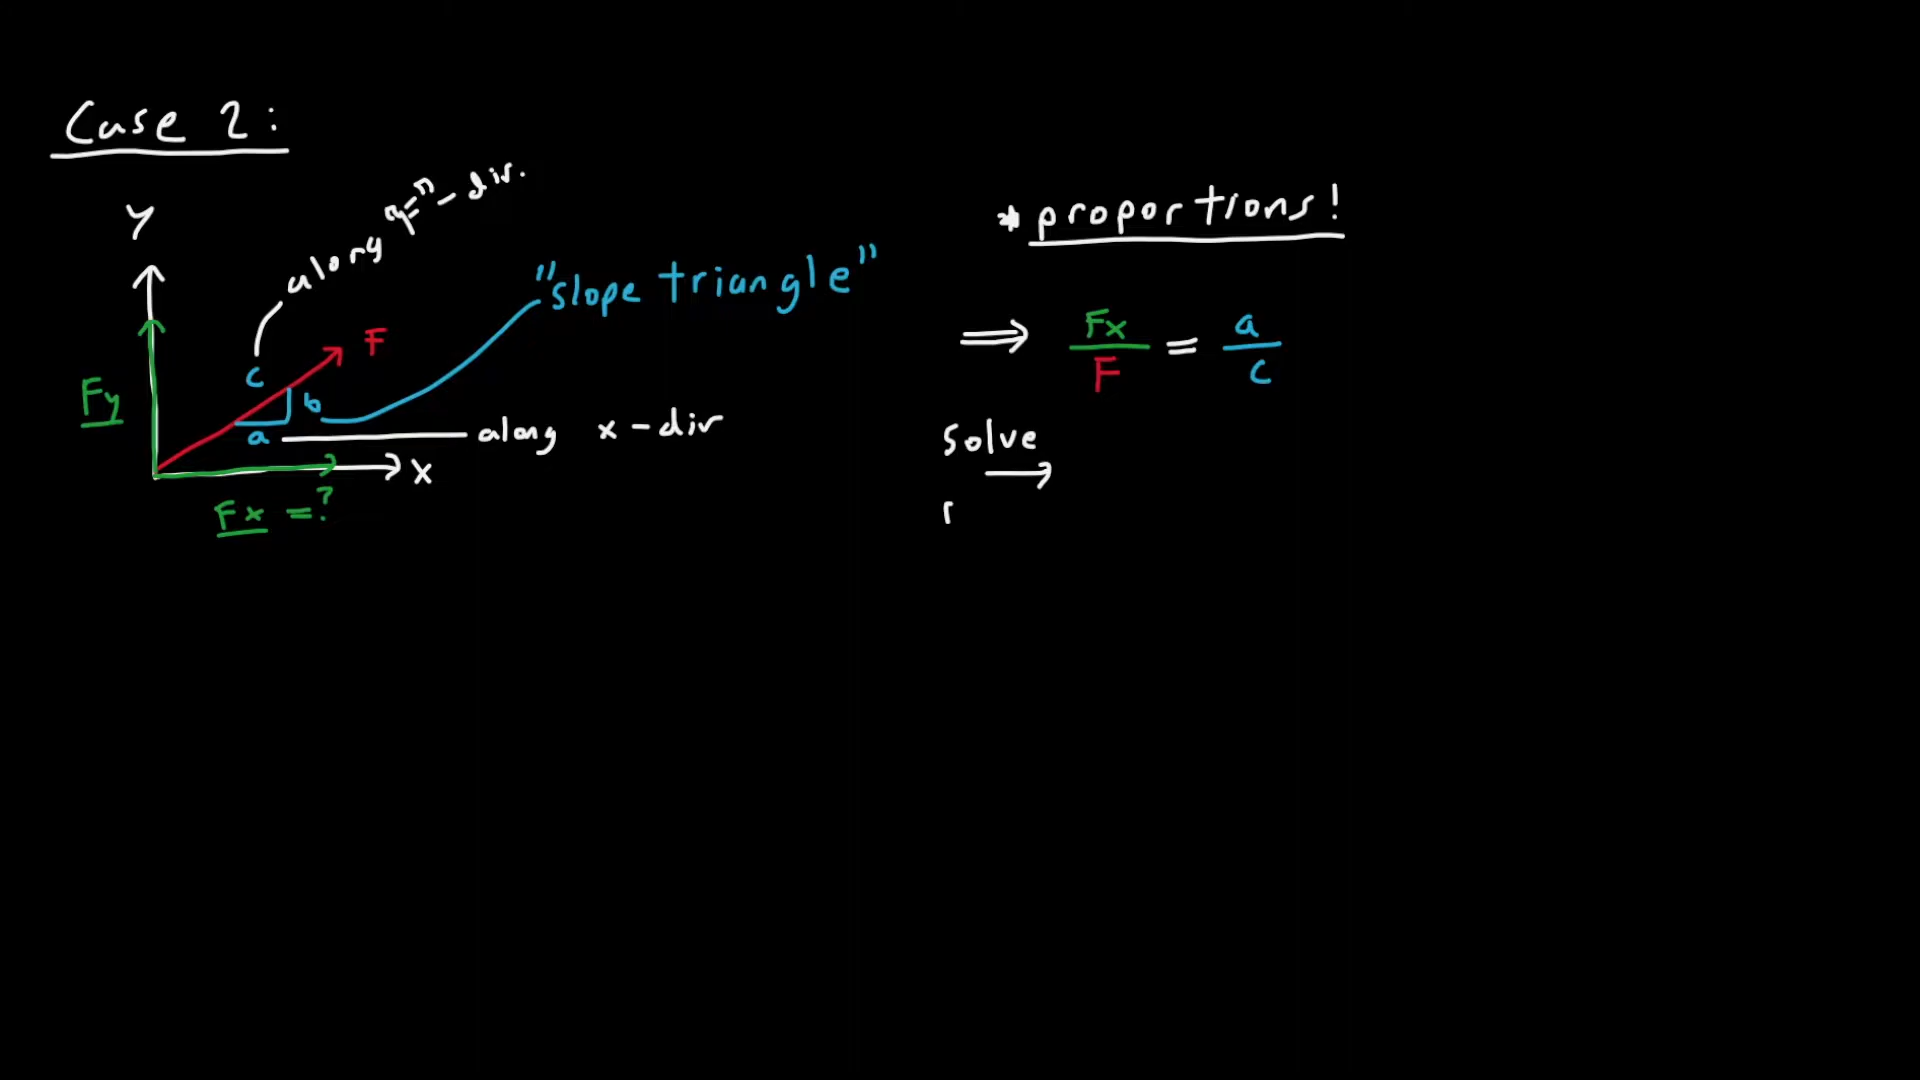 Case 2:
Y
along "F" - dir.
"slope triangle"
F
c
b
Fy
a
along x - dir
X
Fx = ?
* proportions!
⟹ Fx/F = a/c
solve
⟶